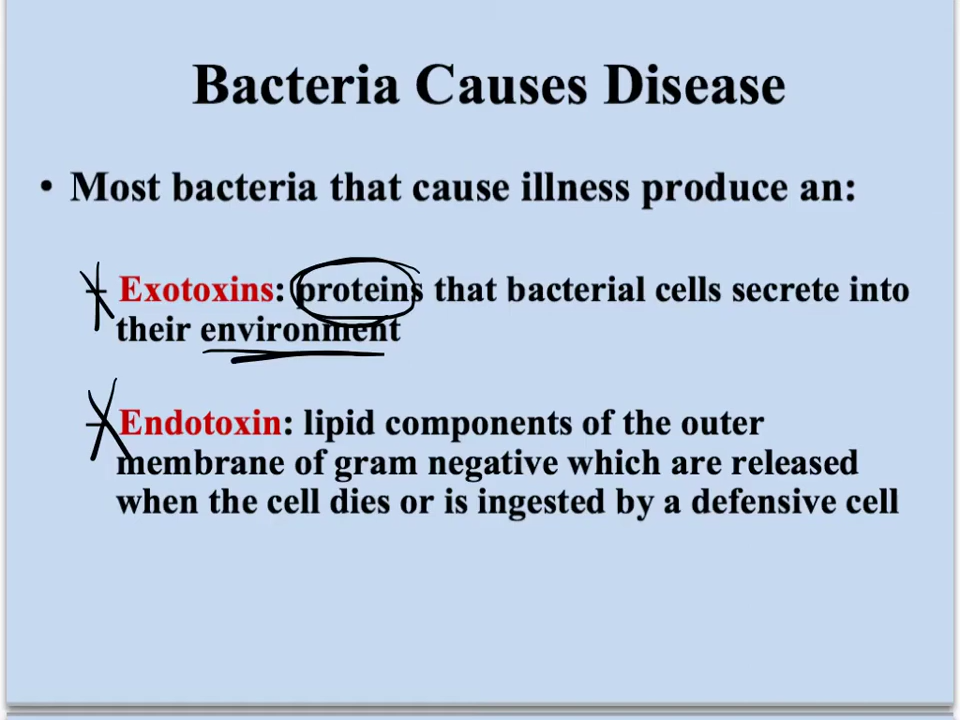 Bacteria Causes Disease
• Most bacteria that cause illness produce an:
– Exotoxins: proteins that bacterial cells secrete into
their environment
– Endotoxin: lipid components of the outer
membrane of gram negative which are released
when the cell dies or is ingested by a defensive cell